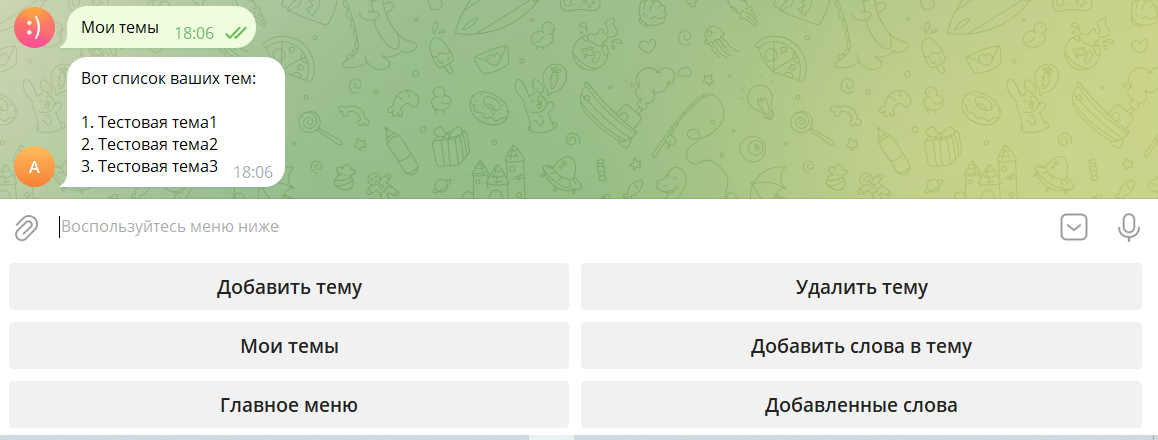 :)
Мои темы 18:06
Вот список ваших тем:
1. Тестовая тема1
2. Тестовая тема2
3. Тестовая тема3
А 18:06
Воспользуйтесь меню ниже
Добавить тему Удалить тему
Мои темы Добавить слова в тему
Главное меню Добавленные слова